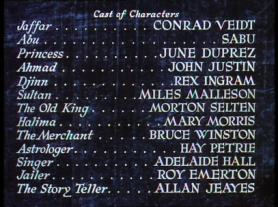 Cast of Characters
Jaffar . . . . . . . . . . CONRAD VEIDT
Abu . . . . . . . . . . . . . . . . SABU
Princess . . . . . . . . . JUNE DUPREZ
Ahmad . . . . . . . . . . JOHN JUSTIN
Djinn . . . . . . . . . . . REX INGRAM
Sultan . . . . . . . . MILES MALLESON
The Old King . . . . MORTON SELTEN
Halima . . . . . . . . . MARY MORRIS
The Merchant . . . BRUCE WINSTON
Astrologer . . . . . . . . HAY PETRIE
Singer . . . . . . . . ADELAIDE HALL
Jailer . . . . . . . . . ROY EMERTON
The Story Teller . . . . ALLAN JEAYES